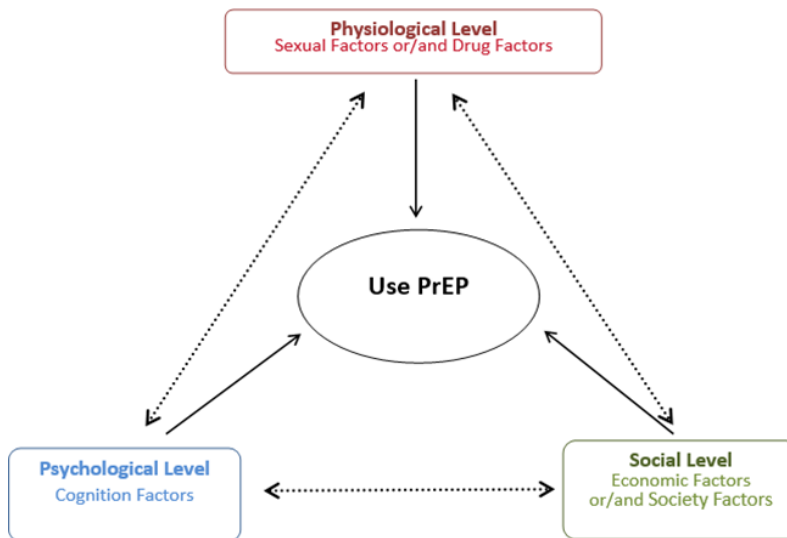 Physiological Level
Sexual Factors or/and Drug Factors
Use PrEP
Psychological Level
Cognition Factors
Social Level
Economic Factors
or/and Society Factors